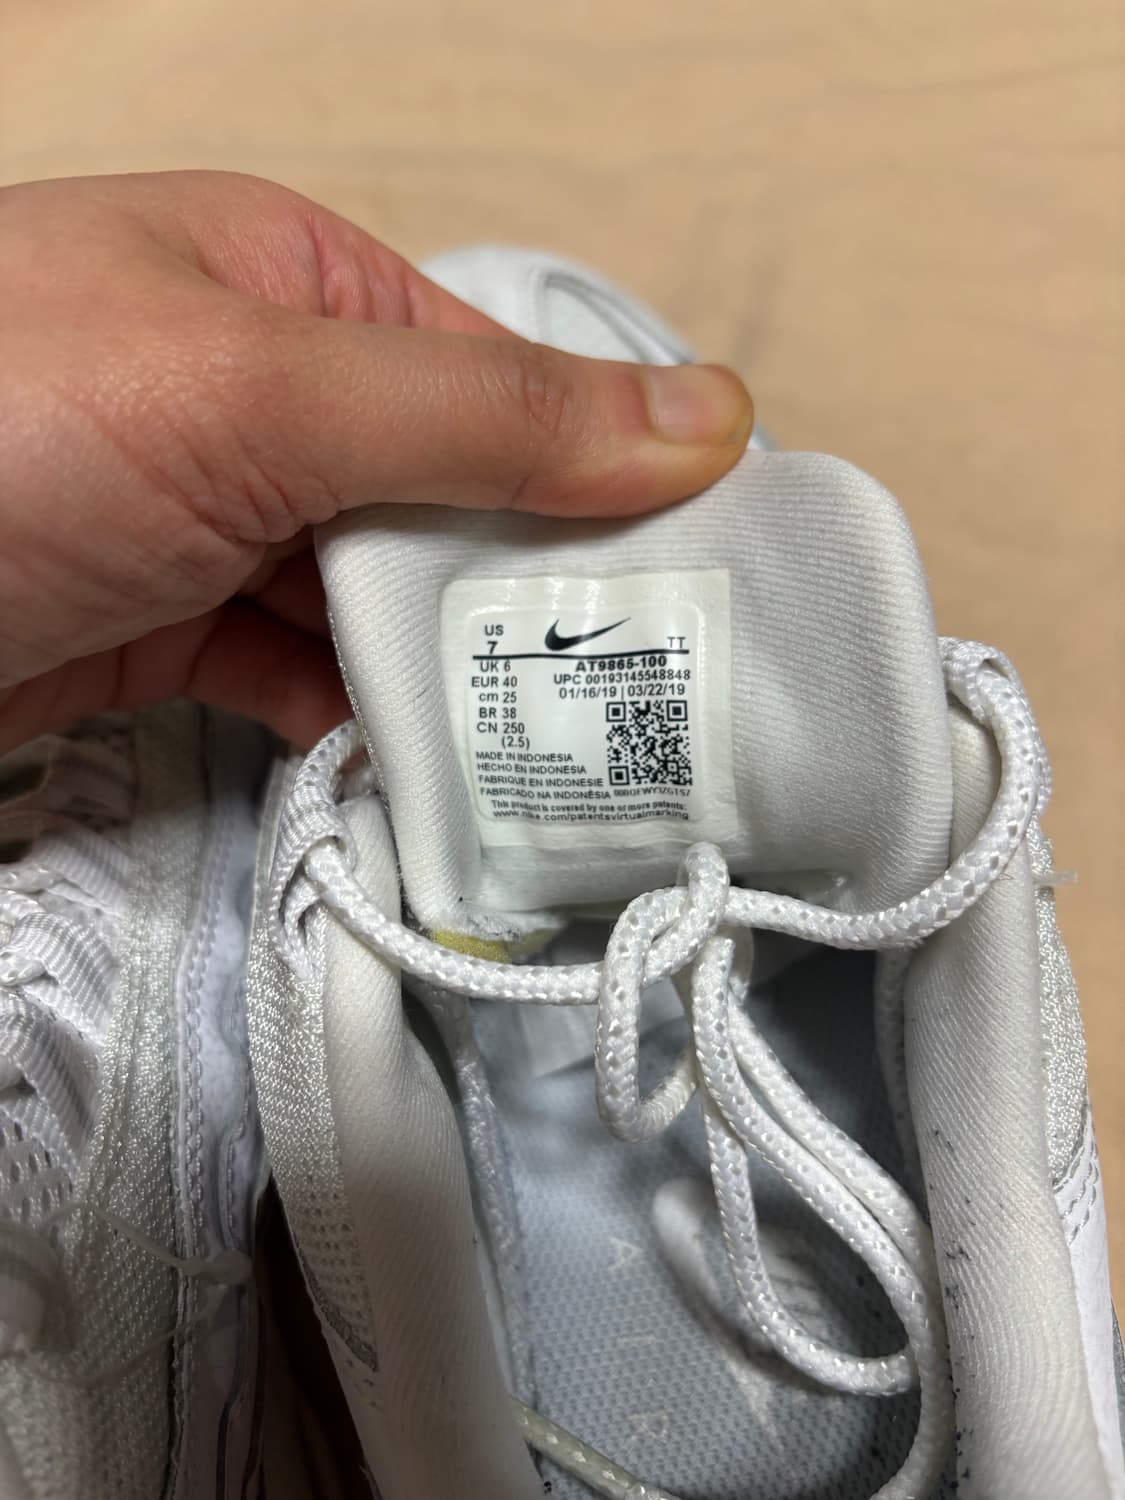 US
7
TT
UK 6
EUR 40
cm 25
BR 38
CN 250
(2.5)
AT9865-100
UPC 00193145548848
01/16/19 | 03/22/19
MADE IN INDONESIA
HECHO EN INDONESIA
FABRIQUE EN INDONESIE
FABRICADO NA INDONÉSIA
This product is covered by one or more patents:
www.nike.com/patentsvirtualmarking